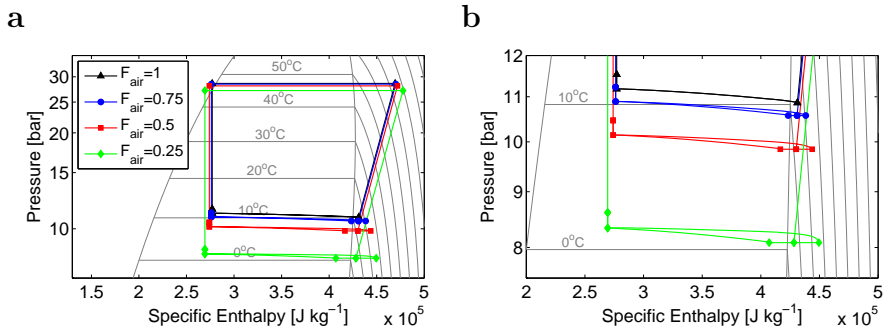 a
F_air=1
F_air=0.75
F_air=0.5
F_air=0.25
50°C
40°C
30°C
20°C
10°C
0°C
30
25
20
15
10
Pressure [bar]
1.5 2 2.5 3 3.5 4 4.5 5
Specific Enthalpy [J kg⁻¹]
x 10⁵
b
12
11
10
9
8
Pressure [bar]
10°C
0°C
2 2.5 3 3.5 4 4.5 5
Specific Enthalpy [J kg⁻¹]
x 10⁵